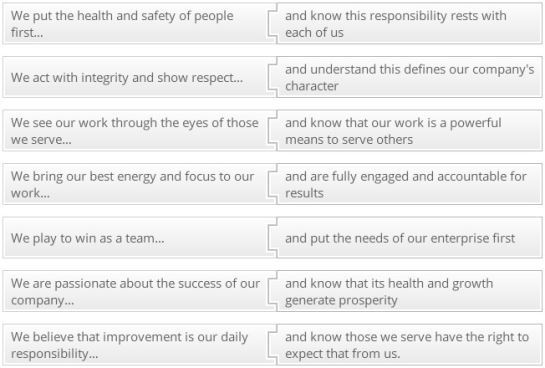 We put the health and safety of people
first...
and know this responsibility rests with
each of us
We act with integrity and show respect...
and understand this defines our company's
character
We see our work through the eyes of those
we serve...
and know that our work is a powerful
means to serve others
We bring our best energy and focus to our
work...
and are fully engaged and accountable for
results
We play to win as a team...
and put the needs of our enterprise first
We are passionate about the success of our
company...
and know that its health and growth
generate prosperity
We believe that improvement is our daily
responsibility...
and know those we serve have the right to
expect that from us.